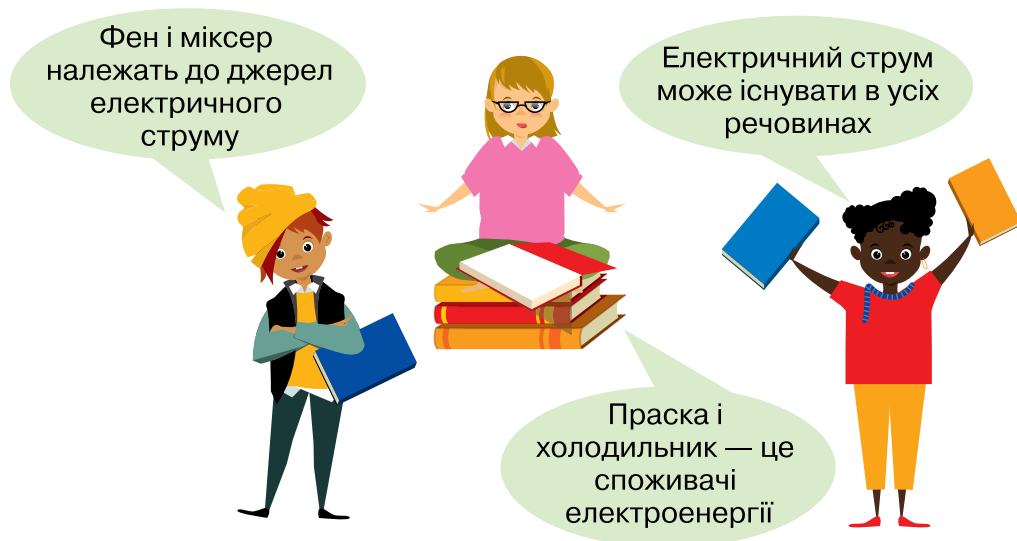 Фен і міксер
належать до джерел
електричного
струму
Електричний струм
може існувати в усіх
речовинах
Праска і
холодильник — це
споживачі
електроенергії